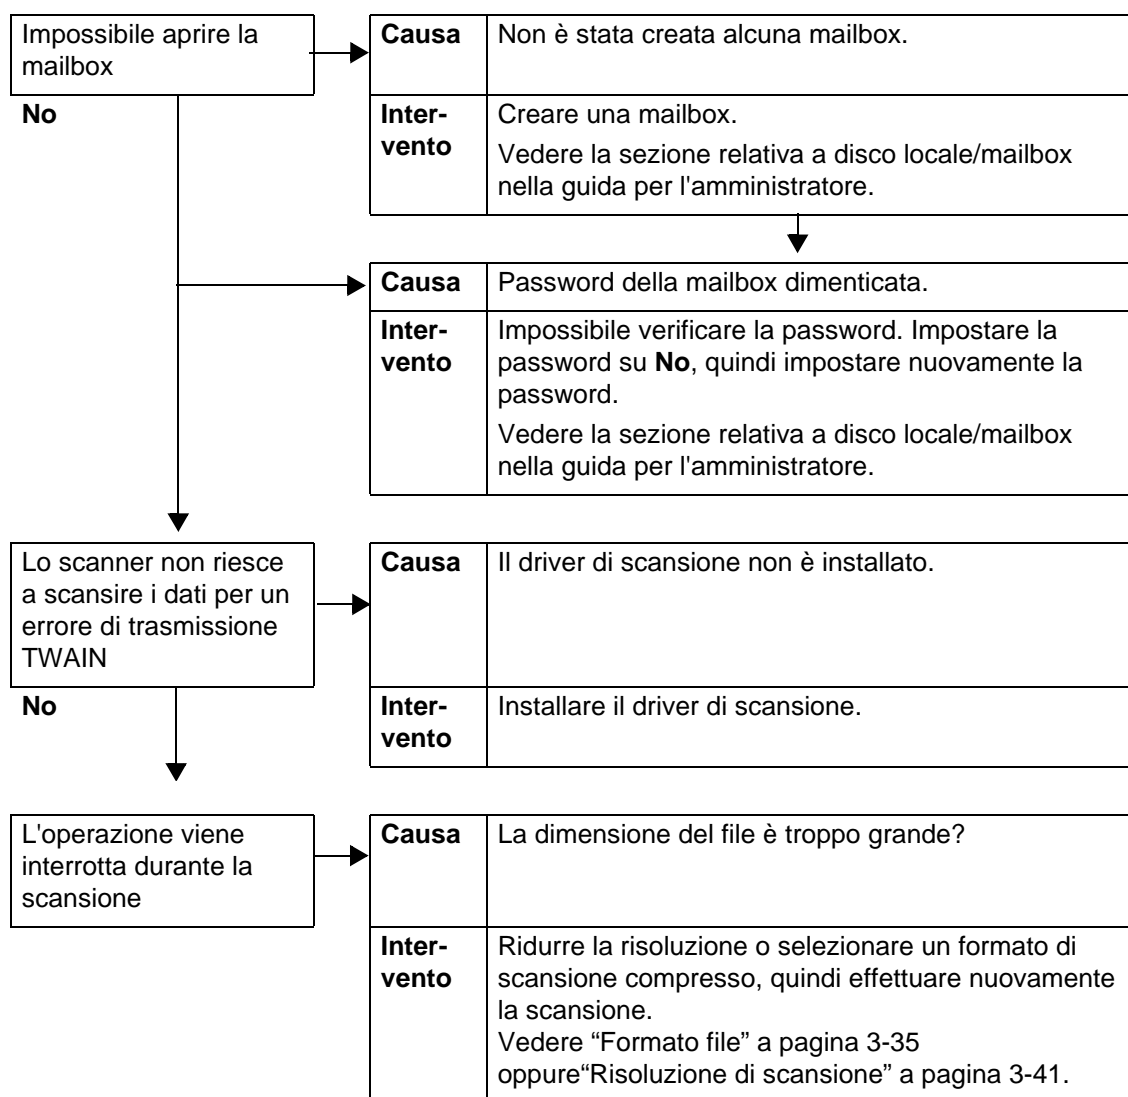 Impossibile aprire la
mailbox
Causa
Non è stata creata alcuna mailbox.
No
Inter-
vento
Creare una mailbox.
Vedere la sezione relativa a disco locale/mailbox
nella guida per l'amministratore.
Causa
Password della mailbox dimenticata.
Inter-
vento
Impossibile verificare la password. Impostare la
password su No, quindi impostare nuovamente la
password.
Vedere la sezione relativa a disco locale/mailbox
nella guida per l'amministratore.
Lo scanner non riesce
a scansire i dati per un
errore di trasmissione
TWAIN
Causa
Il driver di scansione non è installato.
No
Inter-
vento
Installare il driver di scansione.
L'operazione viene
interrotta durante la
scansione
Causa
La dimensione del file è troppo grande?
Inter-
vento
Ridurre la risoluzione o selezionare un formato di
scansione compresso, quindi effettuare nuovamente
la scansione.
Vedere “Formato file” a pagina 3-35
oppure“Risoluzione di scansione” a pagina 3-41.